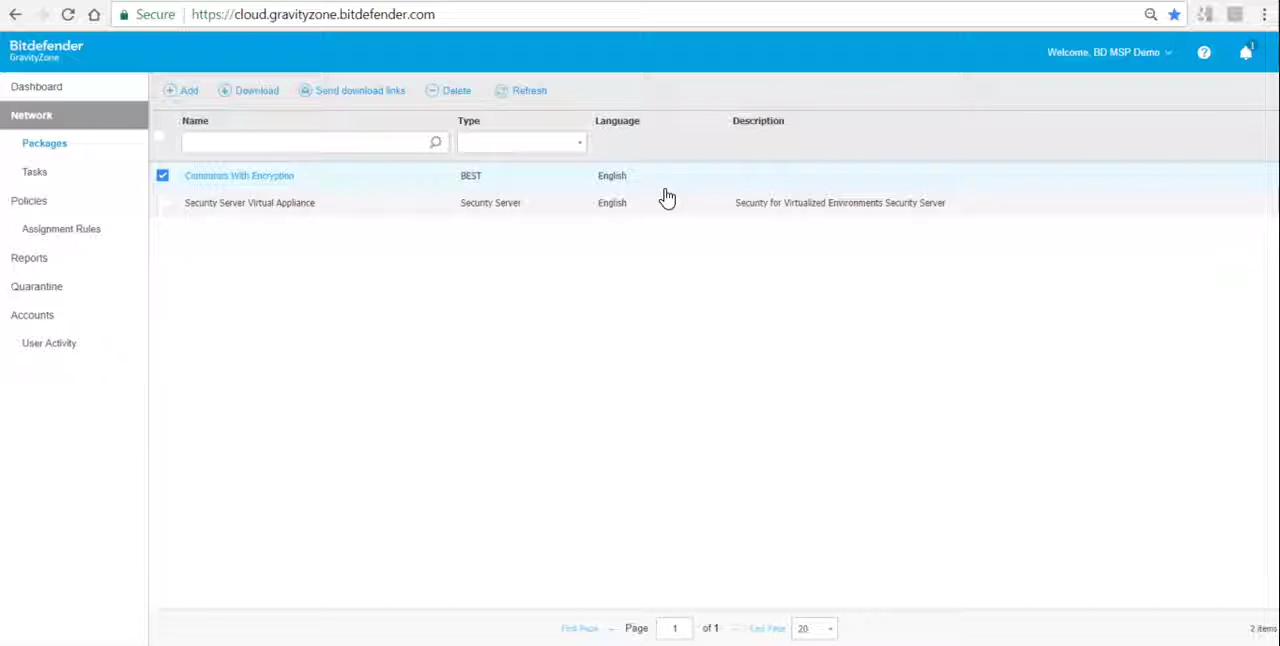 Secure https://cloud.gravityzone.bitdefender.com
Bitdefender
GravityZone
Welcome, BD MSP Demo
1
Dashboard
Add Download Send download links Delete Refresh
Network
Name Type Language Description
Packages
Tasks
Computers With Encryption BEST English
Policies
Security Server Virtual Appliance Security Server English Security for Virtualized Environments Security Server
Assignment Rules
Reports
Quarantine
Accounts
User Activity
First Page Page 1 of 1 Last Page 20 2 items